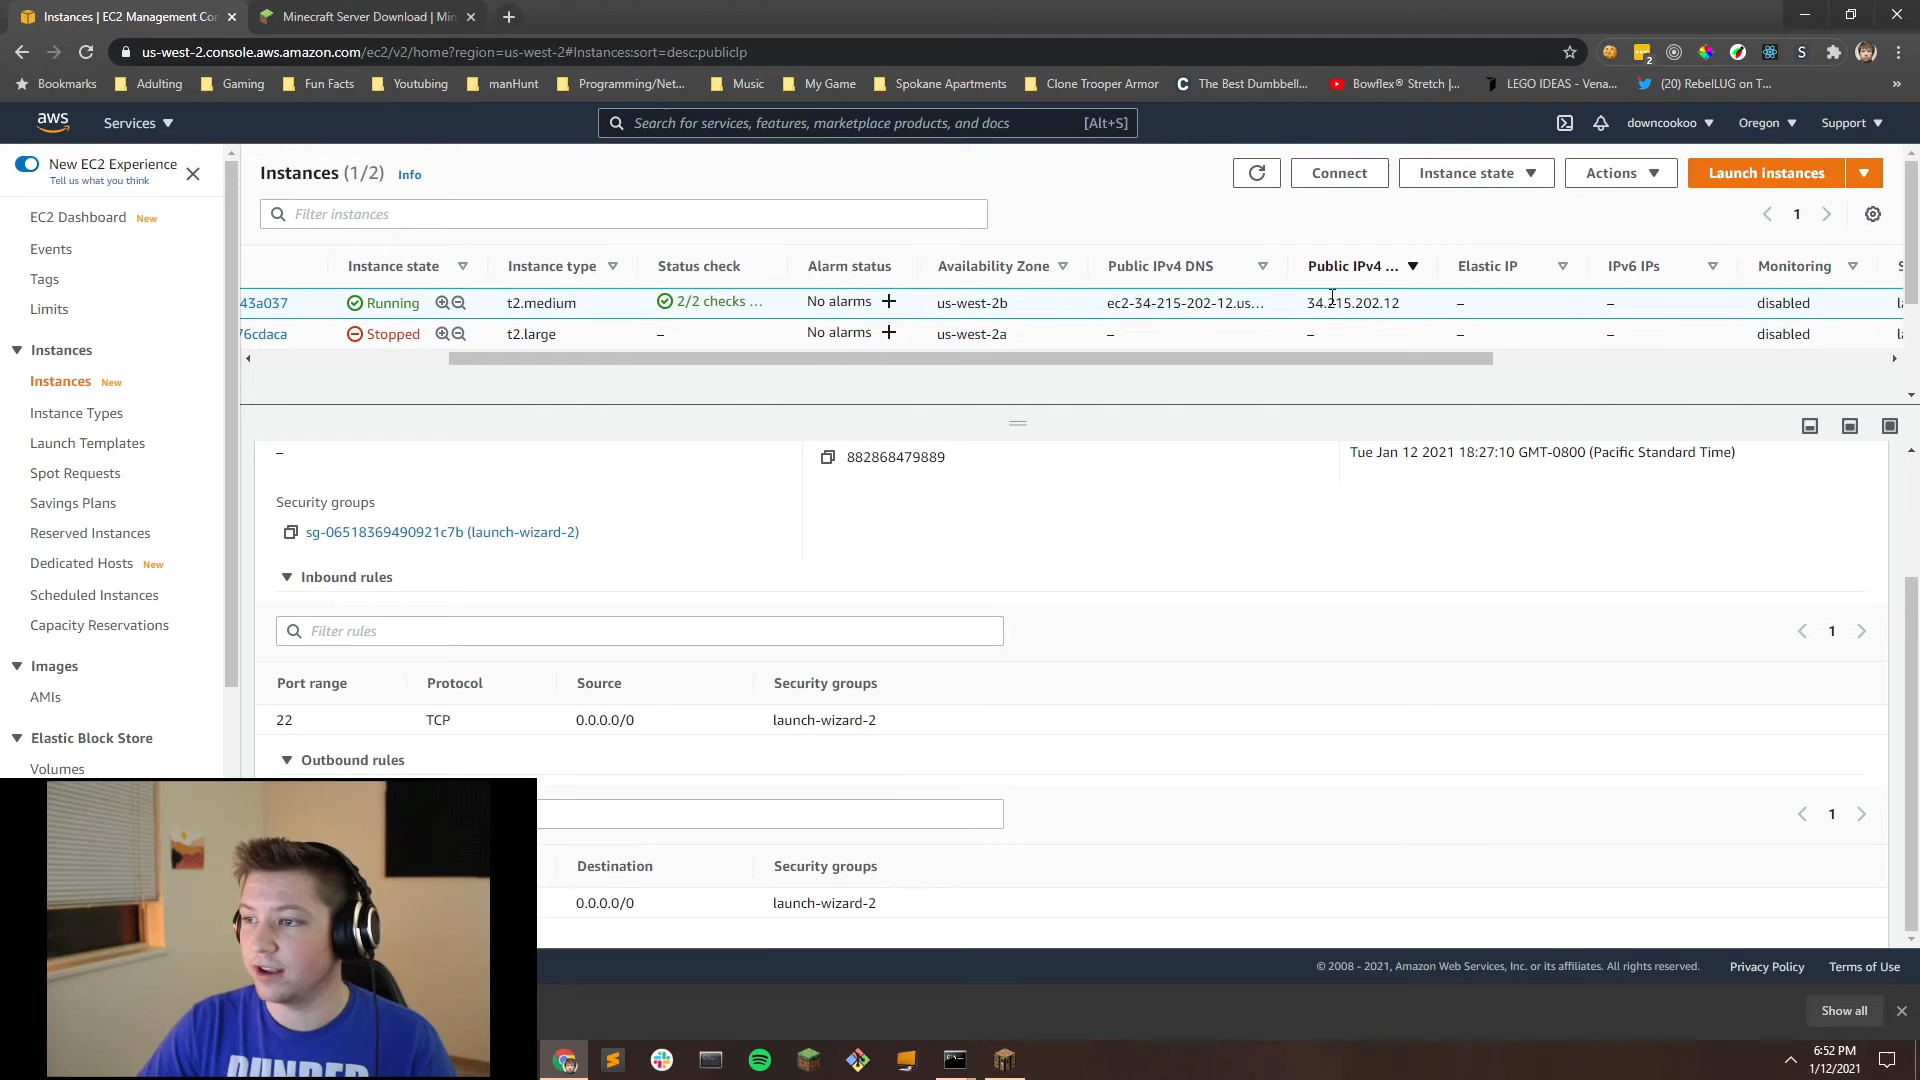 Instances | EC2 Management Con
Minecraft Server Download | Min
us-west-2.console.aws.amazon.com/ec2/v2/home?region=us-west-2#Instances:sort=desc:publicIp
2
S
Bookmarks
Adulting
Gaming
Fun Facts
Youtubing
manHunt
Programming/Net...
Music
My Game
Spokane Apartments
Clone Trooper Armor
C The Best Dumbbell...
Bowflex® Stretch |...
LEGO IDEAS - Vena...
(20) RebelLUG on T...
»
aws
Services
Search for services, features, marketplace products, and docs [Alt+S]
downcookoo
Oregon
Support
New EC2 Experience
Tell us what you think
EC2 Dashboard New
Events
Tags
Limits
Instances
Instances New
Instance Types
Launch Templates
Spot Requests
Savings Plans
Reserved Instances
Dedicated Hosts New
Scheduled Instances
Capacity Reservations
Images
AMIs
Elastic Block Store
Volumes
Instances (1/2) Info
Connect
Instance state
Actions
Launch instances
Filter instances
1
Instance state Instance type Status check Alarm status Availability Zone Public IPv4 DNS Public IPv4 ... Elastic IP IPv6 IPs Monitoring
43a037 Running t2.medium 2/2 checks ... No alarms + us-west-2b ec2-34-215-202-12.us... 34.215.202.12 – – disabled
76cdaca Stopped t2.large – No alarms + us-west-2a – – – – disabled
–
882868479889
Tue Jan 12 2021 18:27:10 GMT-0800 (Pacific Standard Time)
Security groups
sg-06518369490921c7b (launch-wizard-2)
Inbound rules
Filter rules
1
Port range Protocol Source Security groups
22 TCP 0.0.0.0/0 launch-wizard-2
Outbound rules
1
Destination Security groups
0.0.0.0/0 launch-wizard-2
© 2008 - 2021, Amazon Web Services, Inc. or its affiliates. All rights reserved. Privacy Policy Terms of Use
Show all
6:52 PM
1/12/2021